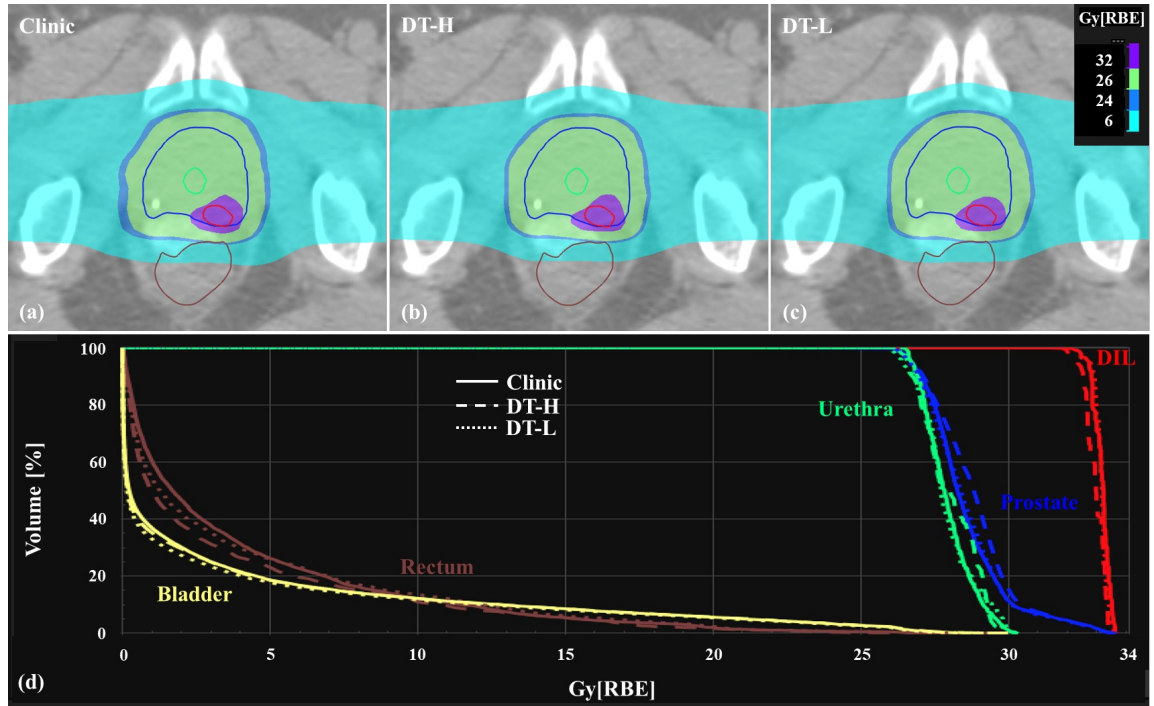 Clinic
DT-H
DT-L
Gy[RBE]
32
26
24
6
(a)
(b)
(c)
100
80
60
40
20
0
Volume [%]
Clinic
DT-H
DT-L
Urethra
DIL
Prostate
Rectum
Bladder
0
5
10
15
20
25
30
34
Gy[RBE]
(d)